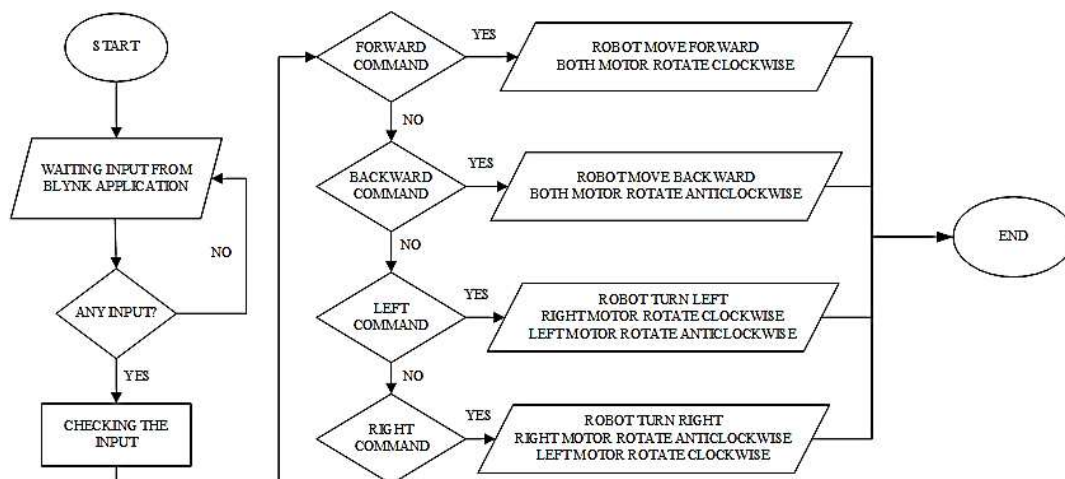 START
WAITING INPUT FROM
BLYNK APPLICATION
NO
ANY INPUT?
YES
CHECKING THE
INPUT
FORWARD
COMMAND
YES
ROBOT MOVE FORWARD
BOTH MOTOR ROTATE CLOCKWISE
NO
BACKWARD
COMMAND
YES
ROBOT MOVE BACKWARD
BOTH MOTOR ROTATE ANTICLOCKWISE
NO
LEFT
COMMAND
YES
ROBOT TURN LEFT
RIGHT MOTOR ROTATE CLOCKWISE
LEFT MOTOR ROTATE ANTICLOCKWISE
NO
RIGHT
COMMAND
YES
ROBOT TURN RIGHT
RIGHT MOTOR ROTATE ANTICLOCKWISE
LEFT MOTOR ROTATE CLOCKWISE
END